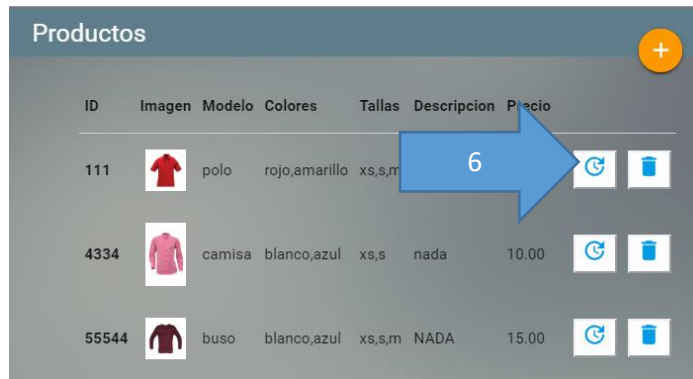 Productos
+
ID Imagen Modelo Colores Tallas Descripcion Precio
111 polo rojo,amarillo xs,s,m 6
4334 camisa blanco,azul xs,s nada 10.00
55544 buso blanco,azul xs,s,m NADA 15.00